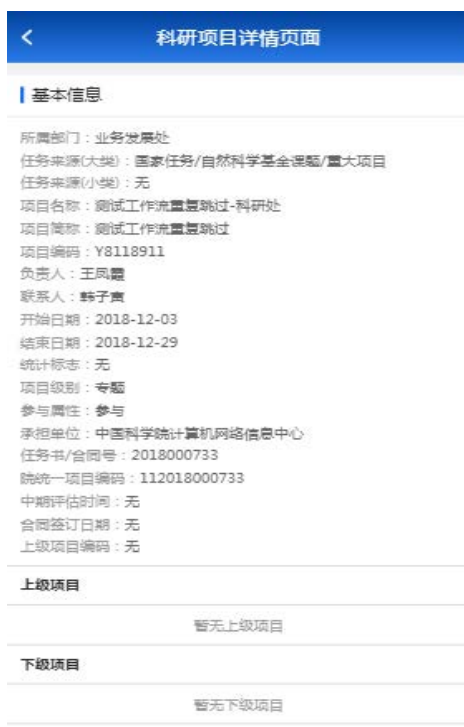 科研项目详情页面
基本信息
所属部门：业务发展处
任务来源(大类)：国家任务/自然科学基金课题/重大项目
任务来源(小类)：无
项目名称：测试工作流重复跳过-科研处
项目简称：测试工作流重复跳过
项目编码：Y8118911
负责人：王凤霞
联系人：韩子寅
开始日期：2018-12-03
结束日期：2018-12-29
统计标志：无
项目级别：专题
参与属性：参与
承担单位：中国科学院计算机网络信息中心
任务书/合同号：2018000733
院统一项目编码：112018000733
中期评估时间：无
合同签订日期：无
上级项目编码：无
上级项目
暂无上级项目
下级项目
暂无下级项目